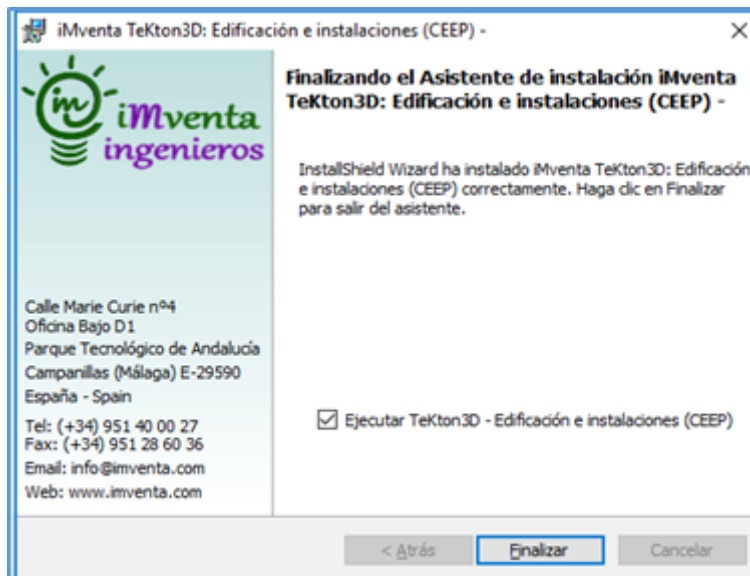 iMventa TeKton3D: Edificación e instalaciones (CEEP) -
im
iMventa
ingenieros
Finalizando el Asistente de instalación iMventa
TeKton3D: Edificación e instalaciones (CEEP) -
InstallShield Wizard ha instalado iMventa TeKton3D: Edificación
e instalaciones (CEEP) correctamente. Haga clic en Finalizar
para salir del asistente.
Calle Marie Curie nº4
Oficina Bajo D1
Parque Tecnológico de Andalucía
Campanillas (Málaga) E-29590
España - Spain
Tel: (+34) 951 40 00 27
Fax: (+34) 951 28 60 36
Email: info@imventa.com
Web: www.imventa.com
Ejecutar TeKton3D - Edificación e instalaciones (CEEP)
< Atrás
Finalizar
Cancelar